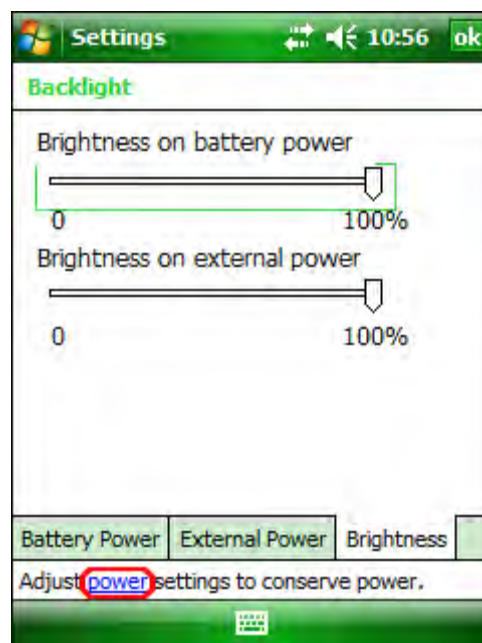 Settings 10:56 ok
Backlight
Brightness on battery power
0 100%
Brightness on external power
0 100%
Battery Power External Power Brightness
Adjust power settings to conserve power.